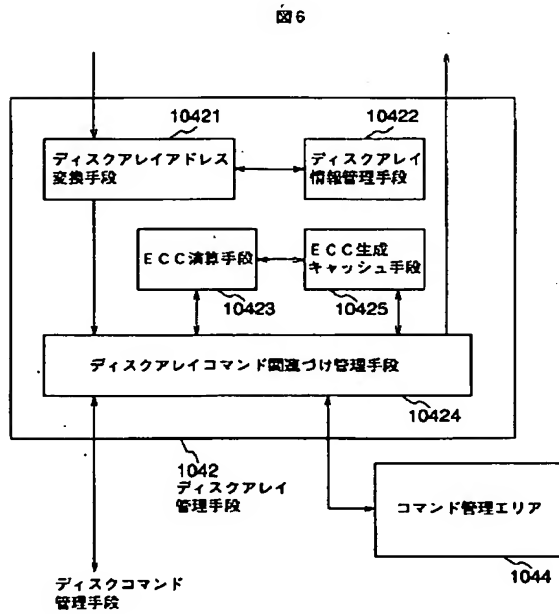 図6
10421
ディスクアレイアドレス
変換手段
10422
ディスクアレイ
情報管理手段
ECC演算手段
10423
ECC生成
キャッシュ手段
10425
ディスクアレイコマンド関連づけ管理手段
10424
1042
ディスクアレイ
管理手段
コマンド管理エリア
1044
ディスクコマンド
管理手段